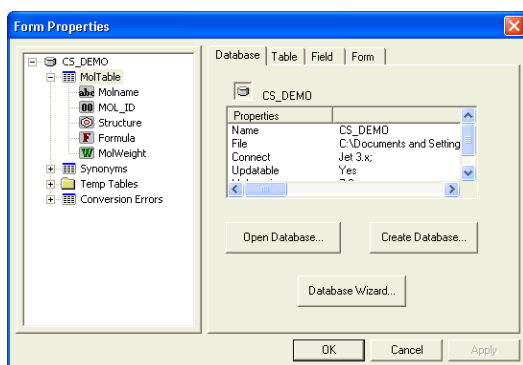 Form Properties
CS_DEMO
MolTable
abc Molname
00 MOL_ID
Structure
F Formula
W MolWeight
Synonyms
Temp Tables
Conversion Errors
Database Table Field Form
CS_DEMO
Properties
Name CS_DEMO
File C:\Documents and Setting
Connect Jet 3.x;
Updatable Yes
Open Database...
Create Database...
Database Wizard...
OK Cancel Apply